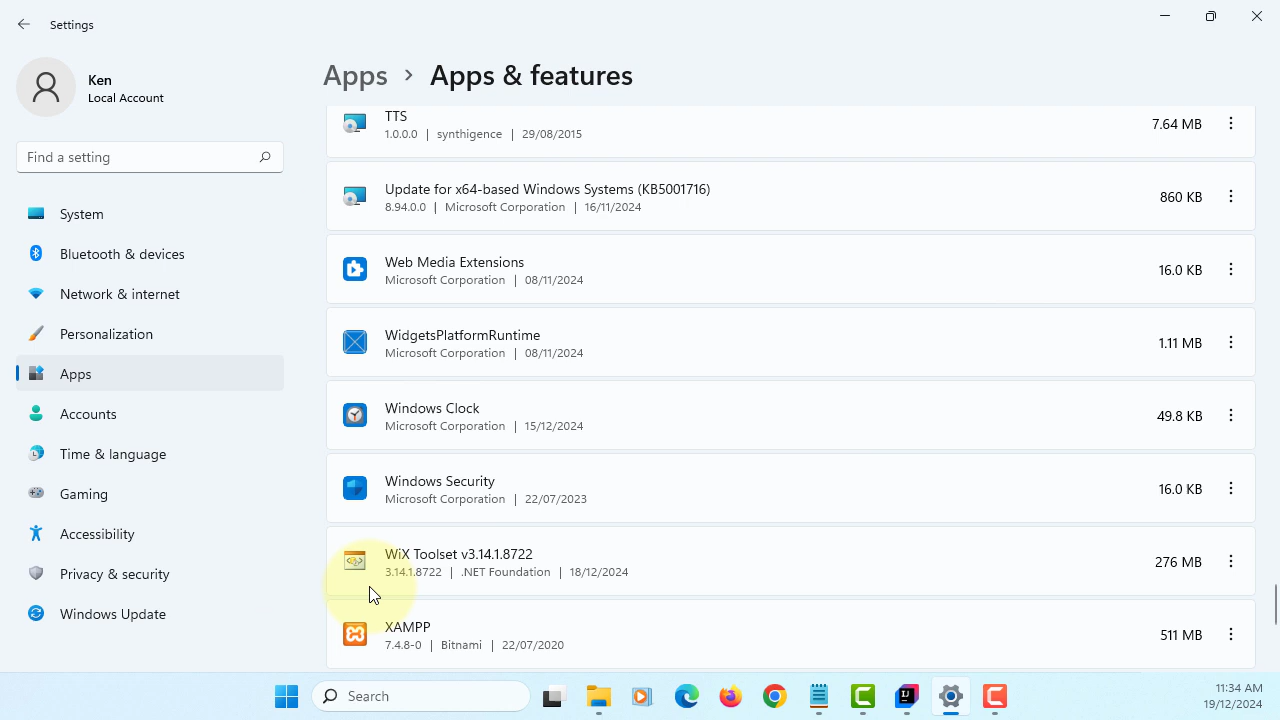 Settings
Ken
Local Account
Find a setting
System
Bluetooth & devices
Network & internet
Personalization
Apps
Accounts
Time & language
Gaming
Accessibility
Privacy & security
Windows Update
Apps > Apps & features
TTS
1.0.0.0 | synthigence | 29/08/2015
7.64 MB
Update for x64-based Windows Systems (KB5001716)
8.94.0.0 | Microsoft Corporation | 16/11/2024
860 KB
Web Media Extensions
Microsoft Corporation | 08/11/2024
16.0 KB
WidgetsPlatformRuntime
Microsoft Corporation | 08/11/2024
1.11 MB
Windows Clock
Microsoft Corporation | 15/12/2024
49.8 KB
Windows Security
Microsoft Corporation | 22/07/2023
16.0 KB
WiX Toolset v3.14.1.8722
3.14.1.8722 | .NET Foundation | 18/12/2024
276 MB
XAMPP
7.4.8-0 | Bitnami | 22/07/2020
511 MB
Search
11:34 AM
19/12/2024